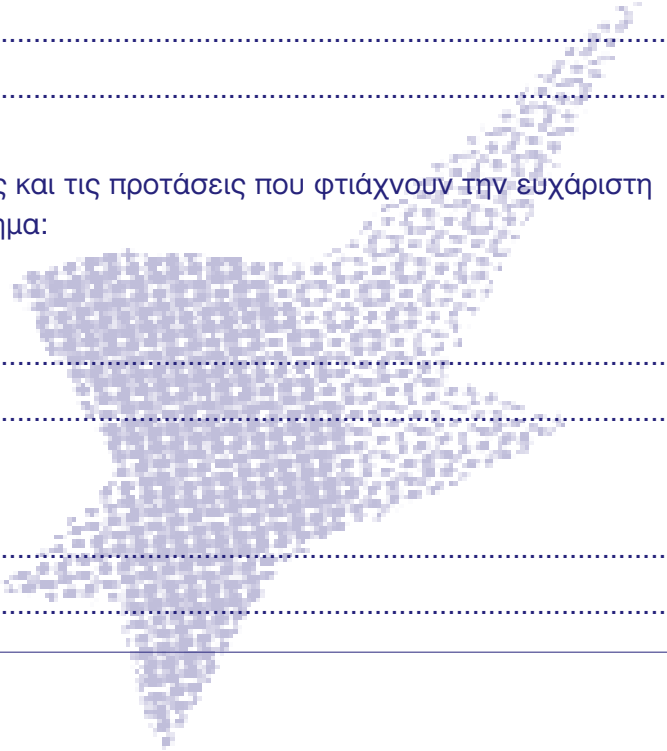 ς και τις προτάσεις που φτιάχνουν την ευχάριστη
ημα: